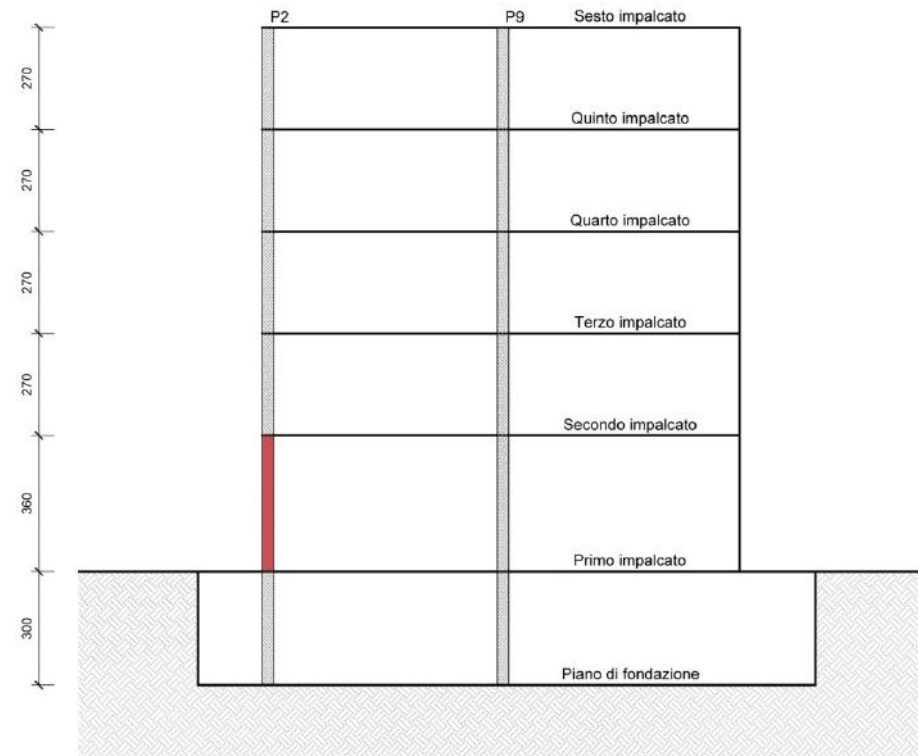 P2
P9
Sesto impalcato
270
Quinto impalcato
270
Quarto impalcato
270
Terzo impalcato
270
Secondo impalcato
360
Primo impalcato
300
Piano di fondazione